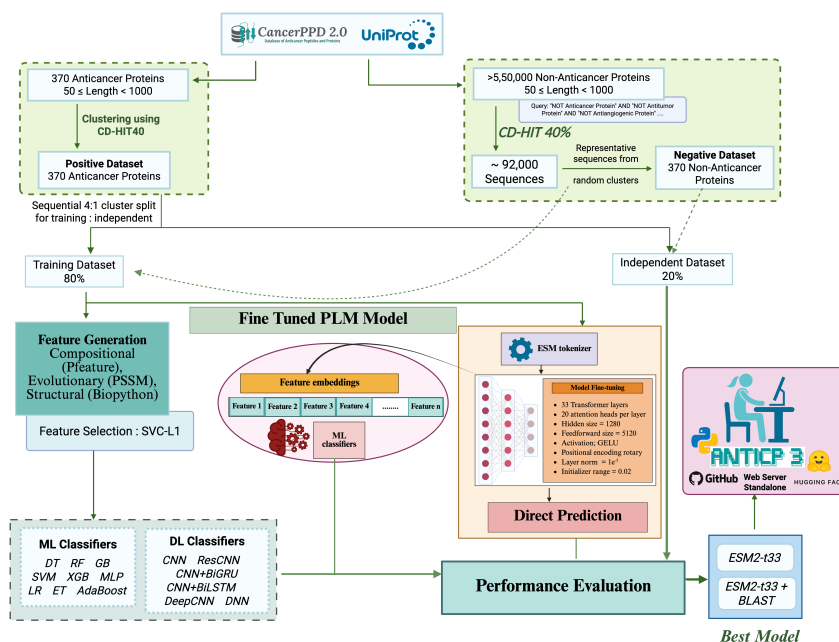 CancerPPD 2.0
Database of Anticancer Peptides and Proteins
UniProt
370 Anticancer Proteins
50 ≤ Length < 1000
Clustering using
CD-HIT40
Positive Dataset
370 Anticancer Proteins
>5,50,000 Non-Anticancer Proteins
50 ≤ Length < 1000
Query: "NOT Anticancer Protein" AND "NOT Antitumor
Protein" AND "NOT Antiangiogenic Protein" ....
CD-HIT 40%
~ 92,000
Sequences
Representative
sequences from
random clusters
Negative Dataset
370 Non-Anticancer
Proteins
Sequential 4:1 cluster split
for training : independent
Training Dataset
80%
Independent Dataset
20%
Feature Generation
Compositional
(Pfeature),
Evolutionary (PSSM),
Structural (Biopython)
Feature Selection : SVC-L1
Fine Tuned PLM Model
Feature embeddings
Feature 1
Feature 2
Feature 3
Feature 4
........
Feature n
ML
classifiers
ESM tokenizer
Model Fine-tuning
• 33 Transformer layers
• 20 attention heads per layer
• Hidden size = 1280
• Feedforward size = 5120
• Activation; GELU
• Positional encoding rotary
• Layer norm = 1e⁻⁵
• Initializer range = 0.02
Direct Prediction
ANTICP 3
GitHub
Web Server
Standalone
HUGGING FAC
ML Classifiers
DT RF GB
SVM XGB MLP
LR ET AdaBoost
DL Classifiers
CNN ResCNN
CNN+BiGRU
CNN+BiLSTM
DeepCNN DNN
Performance Evaluation
ESM2-t33
ESM2-t33 +
BLAST
Best Model